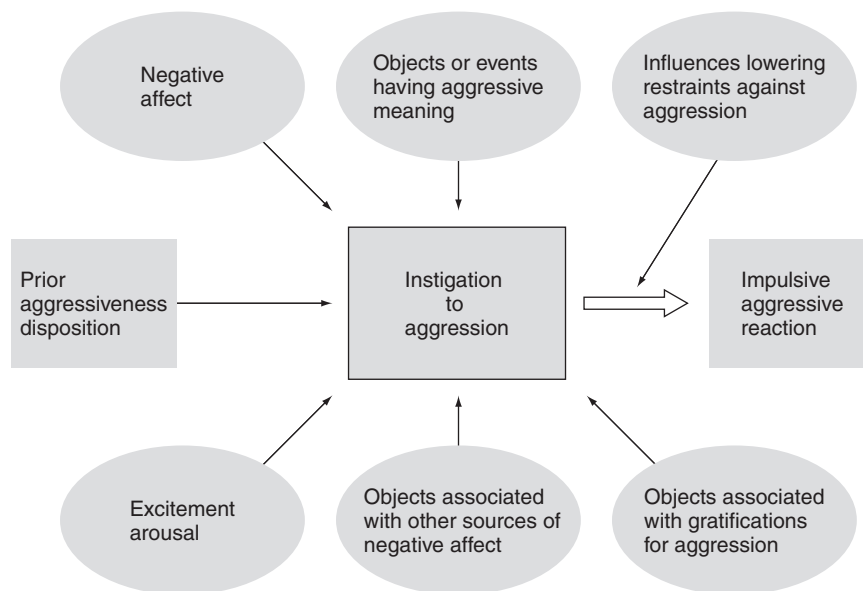 Negative
affect
Objects or events
having aggressive
meaning
Influences lowering
restraints against
aggression
Prior
aggressiveness
disposition
Instigation
to
aggression
Impulsive
aggressive
reaction
Excitement
arousal
Objects associated
with other sources of
negative affect
Objects associated
with gratifications
for aggression